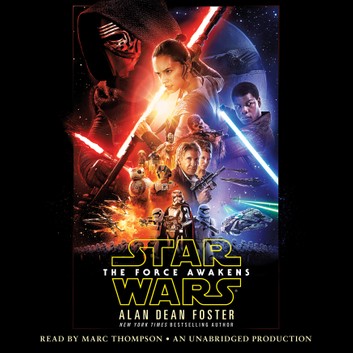 STAR
THE FORCE AWAKENS
WARS
ALAN DEAN FOSTER
NEW YORK TIMES BESTSELLING AUTHOR
READ BY MARC THOMPSON • AN UNABRIDGED PRODUCTION